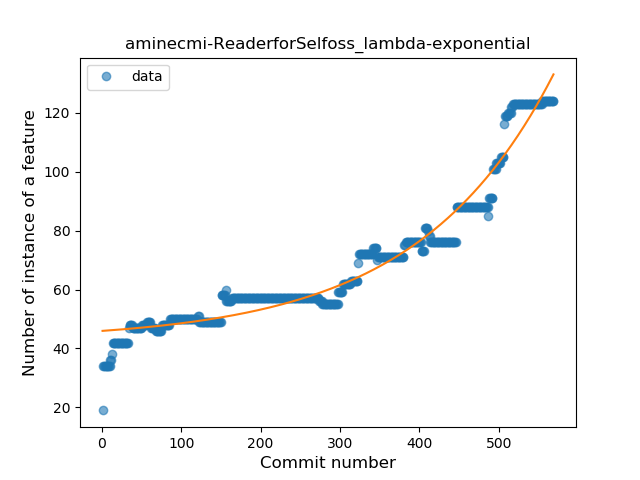 aminecmi-ReaderforSelfoss_lambda-exponential
data
Number of instance of a feature
120
100
80
60
40
20
0 100 200 300 400 500
Commit number